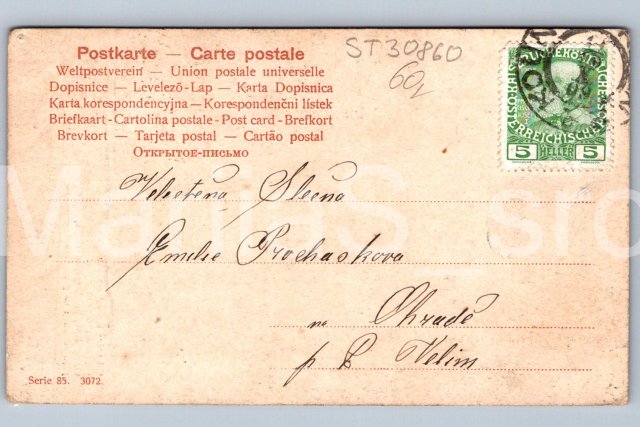 Postkarte — Carte postale
Weltpostverein — Union postale universelle
Dopisnice — Levelező-Lap — Karta Dopisnica
Karta korespondencyjna — Korespondenční lístek
Briefkaart - Cartolina postale - Post card - Brefkort
Brevkort — Tarjeta postal — Cartão postal
Открытое-письмо
ST30860
60,
5 HELLER 5
Velectěná Slečna
Emilie Prochaskova
na Ohradě
p Velim
Serie 85. 3072.